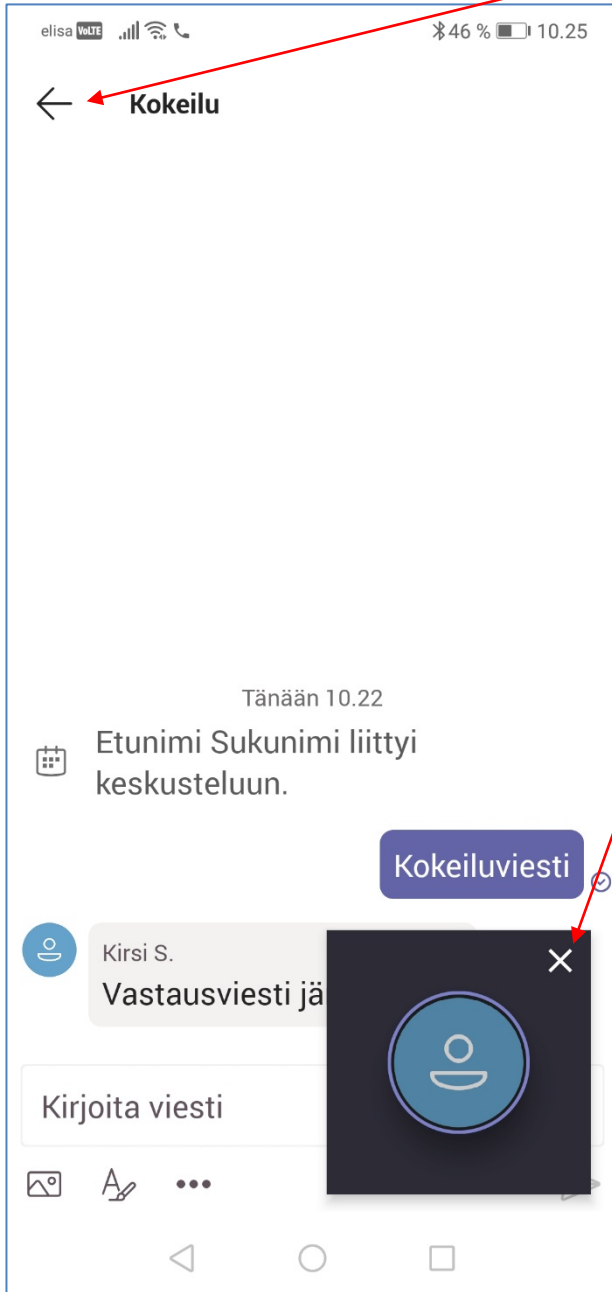 elisa VoLTE 46 % 10.25
Kokeilu
Tänään 10.22
Etunimi Sukunimi liittyi
keskusteluun.
Kokeiluviesti
Kirsi S.
Vastausviesti jä
Kirjoita viesti